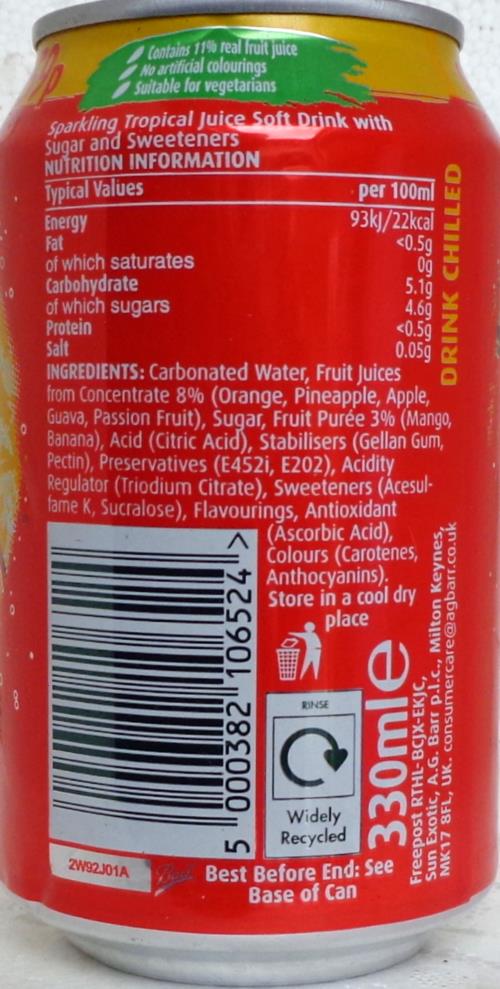 Contains 11% real fruit juice
No artificial colourings
Suitable for vegetarians
Sparkling Tropical Juice Soft Drink with
Sugar and Sweeteners
NUTRITION INFORMATION
Typical Values per 100ml
Energy 93kJ/22kcal
Fat <0.5g
of which saturates 0g
Carbohydrate 5.1g
of which sugars 4.6g
Protein <0.5g
Salt 0.05g
DRINK CHILLED
INGREDIENTS: Carbonated Water, Fruit Juices
from Concentrate 8% (Orange, Pineapple, Apple,
Guava, Passion Fruit), Sugar, Fruit Purée 3% (Mango,
Banana), Acid (Citric Acid), Stabilisers (Gellan Gum,
Pectin), Preservatives (E452i, E202), Acidity
Regulator (Triodium Citrate), Sweeteners (Acesul-
fame K, Sucralose), Flavourings, Antioxidant
(Ascorbic Acid),
Colours (Carotenes,
Anthocyanins).
Store in a cool dry
place
5 000382 106524 >
RINSE
Widely
Recycled
330ml e
Freepost RTHL-BCJX-EKJC,
Sun Exotic, A.G. Barr p.l.c., Milton Keynes,
MK17 8FL, UK. consumercare@agbarr.co.uk
2W92J01A
Ball
Best Before End: See
Base of Can